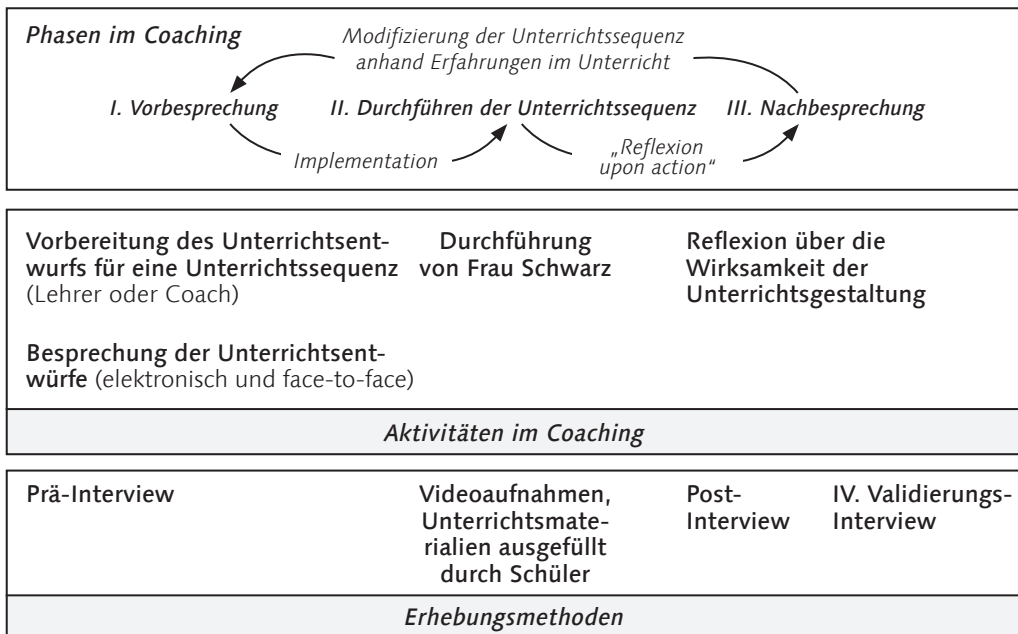 Phasen im Coaching
Modifizierung der Unterrichtssequenz
anhand Erfahrungen im Unterricht
I. Vorbesprechung
II. Durchführen der Unterrichtssequenz
III. Nachbesprechung
Implementation
„Reflexion
upon action“
Vorbereitung des Unterrichtsent-
wurfs für eine Unterrichtssequenz
(Lehrer oder Coach)
Besprechung der Unterrichtsent-
würfe (elektronisch und face-to-face)
Durchführung
von Frau Schwarz
Reflexion über die
Wirksamkeit der
Unterrichtsgestaltung
Aktivitäten im Coaching
Prä-Interview
Videoaufnahmen,
Unterrichtsmate-
rialien ausgefüllt
durch Schüler
Post-
Interview
IV. Validierungs-
Interview
Erhebungsmethoden